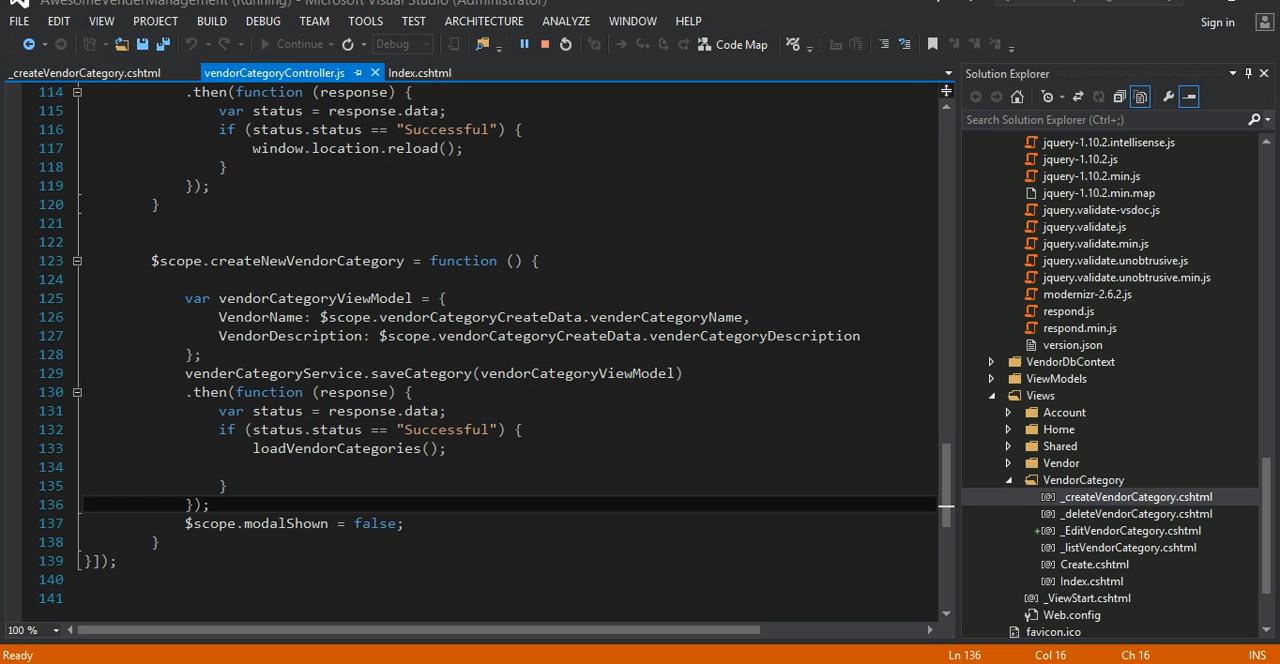 AwesomeVenderManagement (Running) - Microsoft Visual Studio (Administrator)
FILE EDIT VIEW PROJECT BUILD DEBUG TEAM TOOLS TEST ARCHITECTURE ANALYZE WINDOW HELP
Sign in
Continue Debug Code Map
_createVendorCategory.cshtml vendorCategoryController.js Index.cshtml
114 .then(function (response) {
115 var status = response.data;
116 if (status.status == "Successful") {
117 window.location.reload();
118 }
119 });
120 }
121
122
123 $scope.createNewVendorCategory = function () {
124
125 var vendorCategoryViewModel = {
126 VendorName: $scope.vendorCategoryCreateData.venderCategoryName,
127 VendorDescription: $scope.vendorCategoryCreateData.venderCategoryDescription
128 };
129 venderCategoryService.saveCategory(vendorCategoryViewModel)
130 .then(function (response) {
131 var status = response.data;
132 if (status.status == "Successful") {
133 loadVendorCategories();
134
135 }
136 });
137 $scope.modalShown = false;
138 }
139 }]);
140
141
100 %
Solution Explorer
Search Solution Explorer (Ctrl+;)
jquery-1.10.2.intellisense.js
jquery-1.10.2.js
jquery-1.10.2.min.js
jquery-1.10.2.min.map
jquery.validate-vsdoc.js
jquery.validate.js
jquery.validate.min.js
jquery.validate.unobtrusive.js
jquery.validate.unobtrusive.min.js
modernizr-2.6.2.js
respond.js
respond.min.js
version.json
VendorDbContext
ViewModels
Views
Account
Home
Shared
Vendor
VendorCategory
_createVendorCategory.cshtml
_deleteVendorCategory.cshtml
_EditVendorCategory.cshtml
_listVendorCategory.cshtml
Create.cshtml
Index.cshtml
_ViewStart.cshtml
Web.config
favicon.ico
Ready Ln 136 Col 16 Ch 16 INS